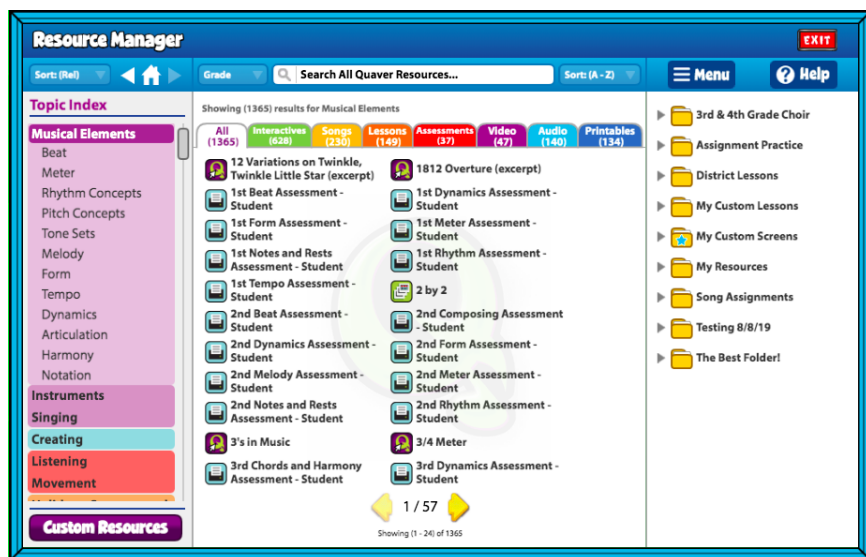 Resource Manager
EXIT
Sort: (Rel)
Grade
Search All Quaver Resources...
Sort: (A - Z)
Menu
Help
Topic Index
Musical Elements
Beat
Meter
Rhythm Concepts
Pitch Concepts
Tone Sets
Melody
Form
Tempo
Dynamics
Articulation
Harmony
Notation
Instruments
Singing
Creating
Listening
Movement
Custom Resources
Showing (1365) results for Musical Elements
All
(1365)
Interactives
(628)
Songs
(230)
Lessons
(149)
Assessments
(37)
Video
(47)
Audio
(140)
Printables
(134)
12 Variations on Twinkle,
Twinkle Little Star (excerpt)
1812 Overture (excerpt)
1st Beat Assessment -
Student
1st Dynamics Assessment -
Student
1st Form Assessment -
Student
1st Meter Assessment -
Student
1st Notes and Rests
Assessment - Student
1st Rhythm Assessment -
Student
1st Tempo Assessment -
Student
2 by 2
2nd Beat Assessment -
Student
2nd Composing Assessment
- Student
2nd Dynamics Assessment -
Student
2nd Form Assessment -
Student
2nd Melody Assessment -
Student
2nd Meter Assessment -
Student
2nd Notes and Rests
Assessment - Student
2nd Rhythm Assessment -
Student
3's in Music
3/4 Meter
3rd Chords and Harmony
Assessment - Student
3rd Dynamics Assessment -
Student
1 / 57
Showing (1 - 24) of 1365
3rd & 4th Grade Choir
Assignment Practice
District Lessons
My Custom Lessons
My Custom Screens
My Resources
Song Assignments
Testing 8/8/19
The Best Folder!